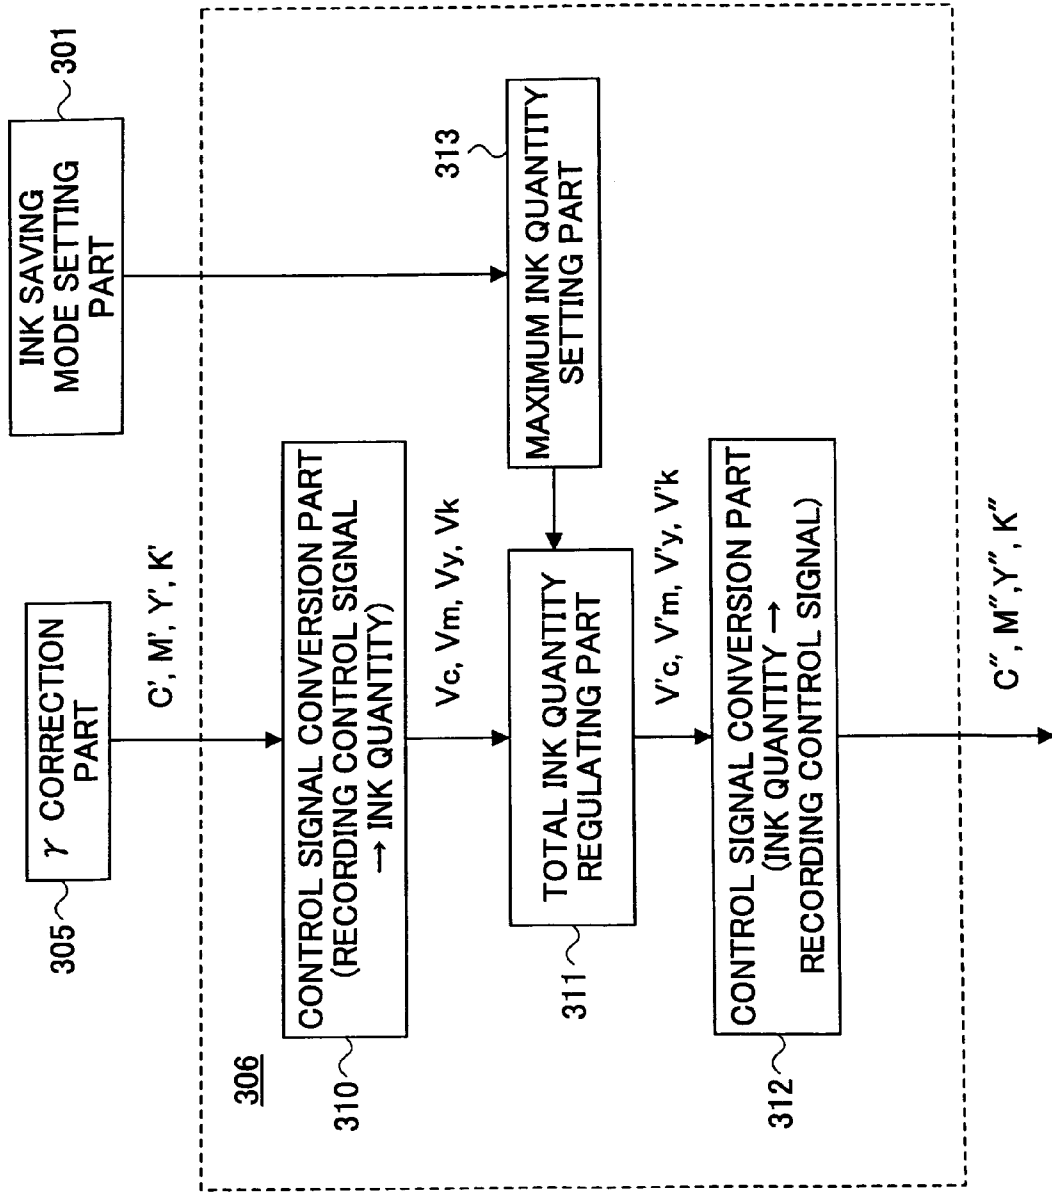 INK SAVING
MODE SETTING
PART
301
γ CORRECTION
PART
305
C', M', Y', K'
306
CONTROL SIGNAL CONVERSION PART
(RECORDING CONTROL SIGNAL
→ INK QUANTITY)
310
Vc, Vm, Vy, Vk
MAXIMUM INK QUANTITY
SETTING PART
313
TOTAL INK QUANTITY
REGULATING PART
311
V'c, V'm, V'y, V'k
CONTROL SIGNAL CONVERSION PART
(INK QUANTITY →
RECORDING CONTROL SIGNAL)
312
C'', M'', Y'', K''